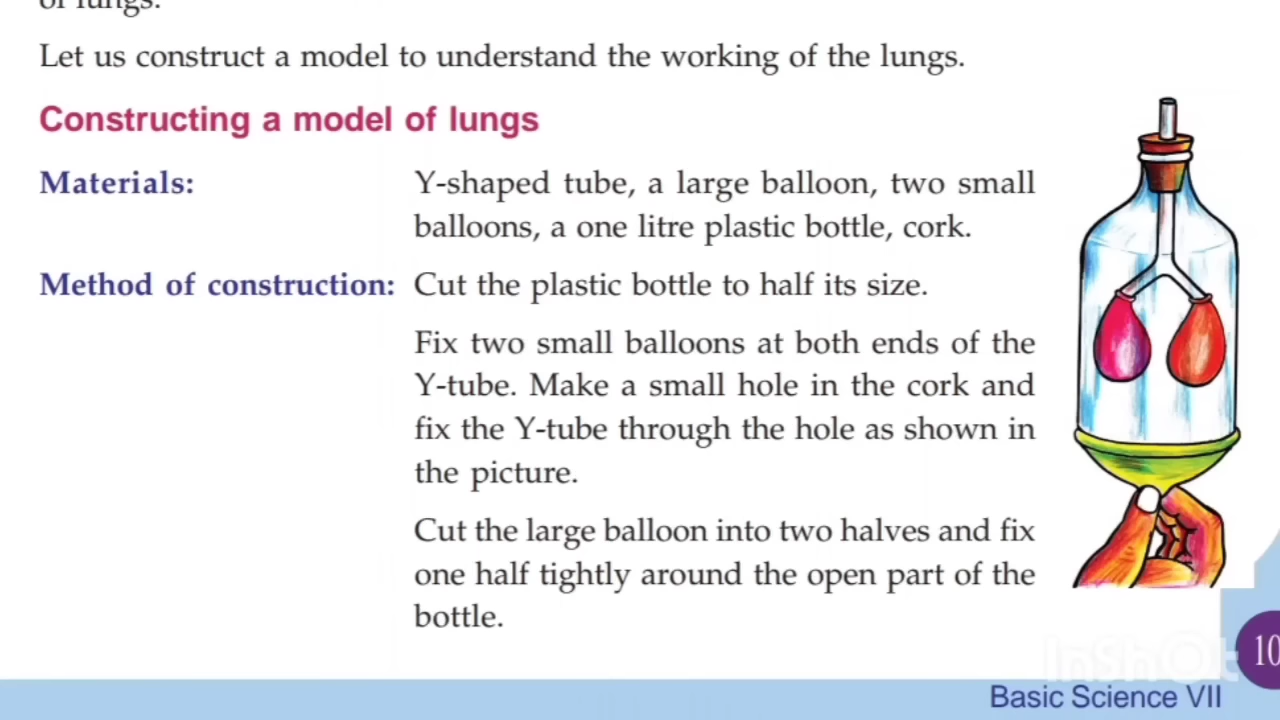 of lungs.
Let us construct a model to understand the working of the lungs.
Constructing a model of lungs
Materials: Y-shaped tube, a large balloon, two small
balloons, a one litre plastic bottle, cork.
Method of construction: Cut the plastic bottle to half its size.
Fix two small balloons at both ends of the
Y-tube. Make a small hole in the cork and
fix the Y-tube through the hole as shown in
the picture.
Cut the large balloon into two halves and fix
one half tightly around the open part of the
bottle.
InShOt
10
Basic Science VII